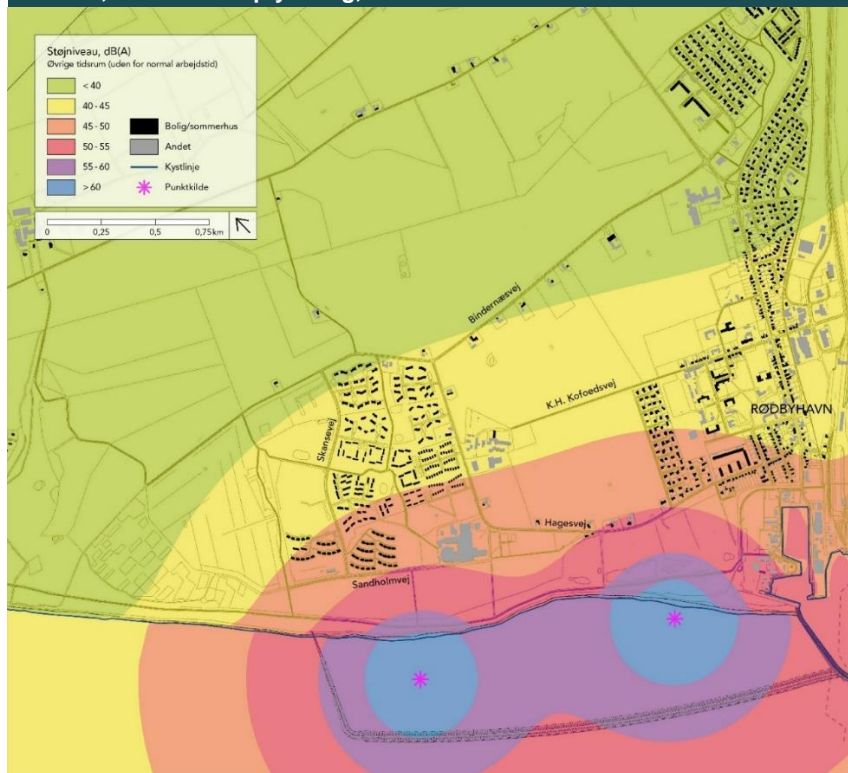 Støjniveau, dB(A)
Øvrige tidsrum (uden for normal arbejdstid)
< 40
40 - 45
45 - 50
50 - 55
55 - 60
> 60
Bolig/sommerhus
Andet
Kystlinje
Punktkilde
0 0,25 0,5 0,75km
Bindernæsvej
K.H. Kofoedsvej
RØDBYHAVN
Skansevej
Hagesvej
Sandholmvej